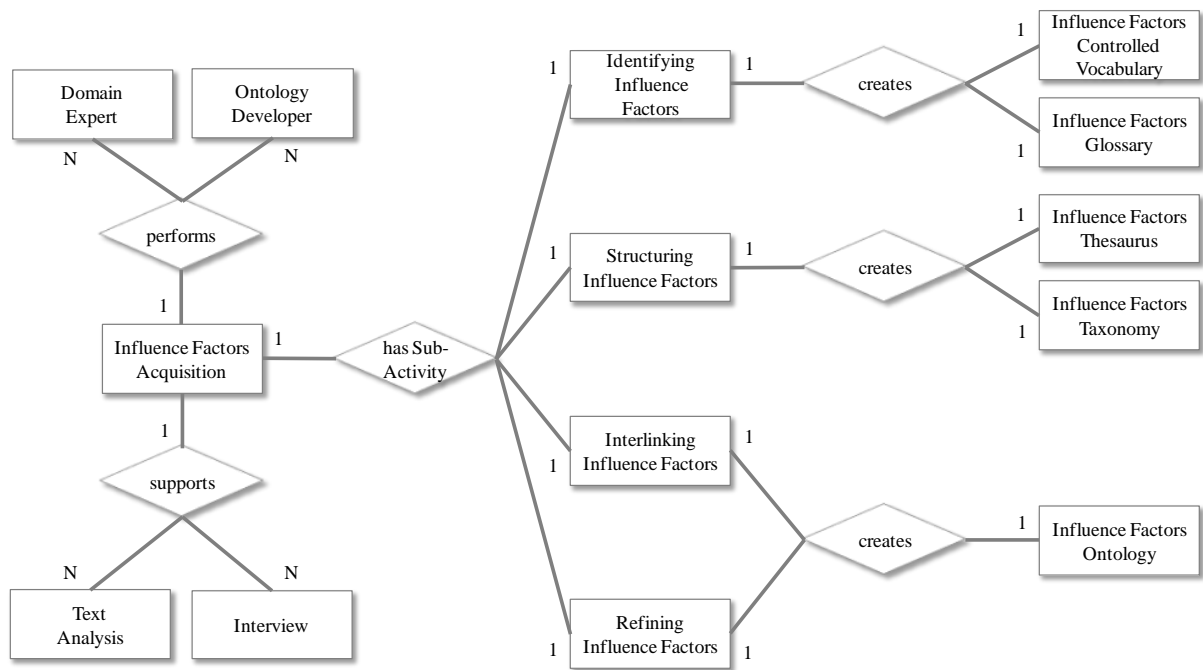 Domain
Expert
Ontology
Developer
N
N
performs
1
Influence Factors
Acquisition
1
1
supports
N
N
Text
Analysis
Interview
has Sub-
Activity
1
Identifying
Influence
Factors
1
creates
1
Influence Factors
Controlled
Vocabulary
1
Influence Factors
Glossary
1
Structuring
Influence Factors
1
creates
1
Influence Factors
Thesaurus
1
Influence Factors
Taxonomy
1
Interlinking
Influence Factors
1
creates
1
Influence Factors
Ontology
1
Refining
Influence Factors
1